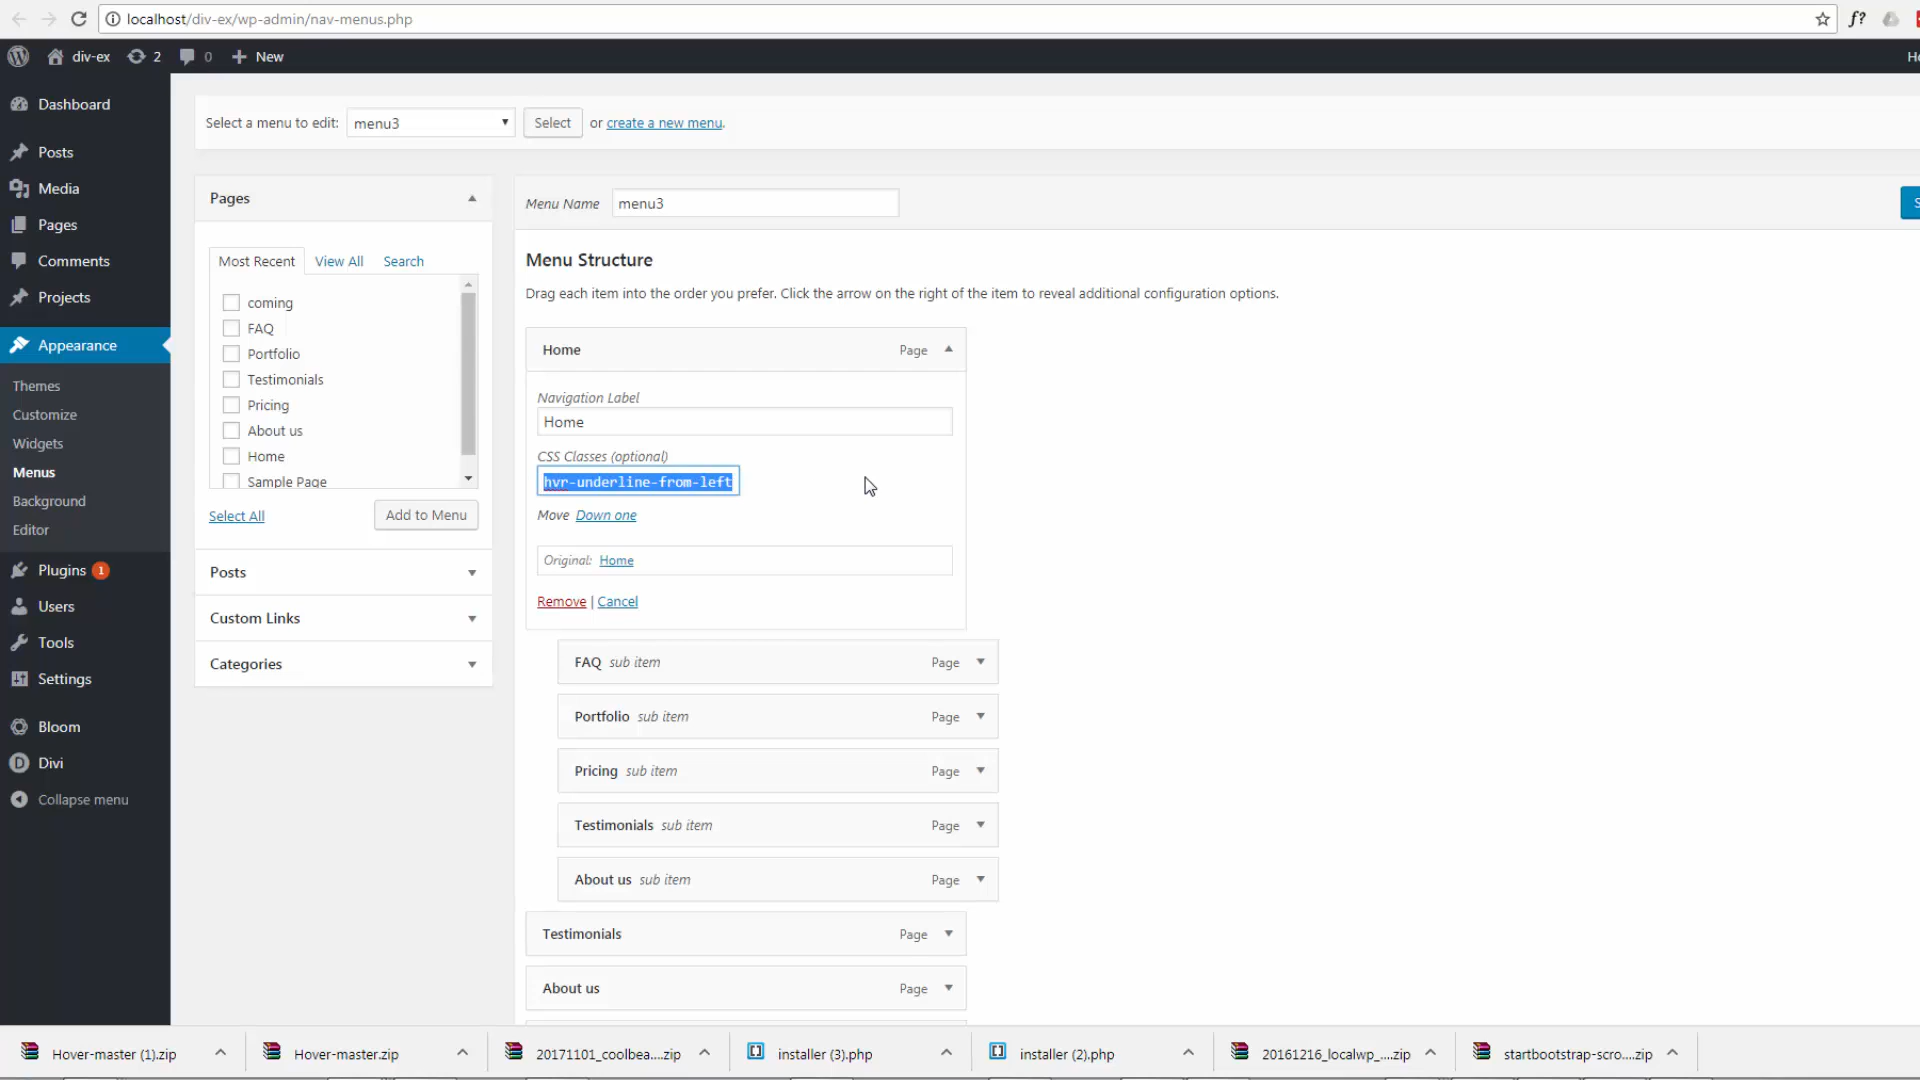 localhost/div-ex/wp-admin/nav-menus.php
f?
div-ex 2 0 New
Dashboard
Posts
Media
Pages
Comments
Projects
Appearance
Themes
Customize
Widgets
Menus
Background
Editor
Plugins 1
Users
Tools
Settings
Bloom
Divi
Collapse menu
Select a menu to edit: menu3 Select or create a new menu.
Pages
Most Recent View All Search
coming
FAQ
Portfolio
Testimonials
Pricing
About us
Home
Sample Page
Select All Add to Menu
Posts
Custom Links
Categories
Menu Name menu3
Menu Structure
Drag each item into the order you prefer. Click the arrow on the right of the item to reveal additional configuration options.
Home Page
Navigation Label
Home
CSS Classes (optional)
hvr-underline-from-left
Move Down one
Original: Home
Remove | Cancel
FAQ sub item Page
Portfolio sub item Page
Pricing sub item Page
Testimonials sub item Page
About us sub item Page
Testimonials Page
About us Page
Hover-master (1).zip Hover-master.zip 20171101_coolbea....zip installer (3).php installer (2).php 20161216_localwp_....zip startbootstrap-scro....zip